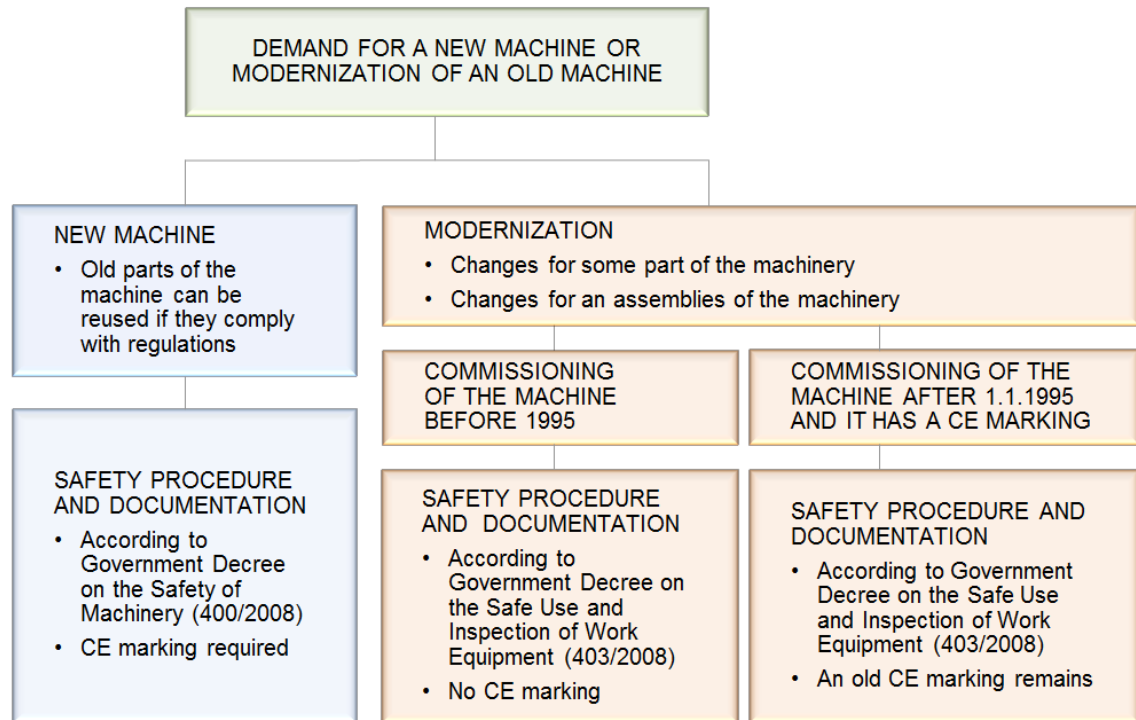 DEMAND FOR A NEW MACHINE OR
MODERNIZATION OF AN OLD MACHINE
NEW MACHINE
• Old parts of the
machine can be
reused if they comply
with regulations
MODERNIZATION
• Changes for some part of the machinery
• Changes for an assemblies of the machinery
COMMISSIONING
OF THE MACHINE
BEFORE 1995
COMMISSIONING OF THE
MACHINE AFTER 1.1.1995
AND IT HAS A CE MARKING
SAFETY PROCEDURE
AND DOCUMENTATION
• According to
Government Decree
on the Safety of
Machinery (400/2008)
• CE marking required
SAFETY PROCEDURE
AND DOCUMENTATION
• According to
Government Decree on
the Safe Use and
Inspection of Work
Equipment (403/2008)
• No CE marking
SAFETY PROCEDURE AND
DOCUMENTATION
• According to Government
Decree on the Safe Use
and Inspection of Work
Equipment (403/2008)
• An old CE marking remains